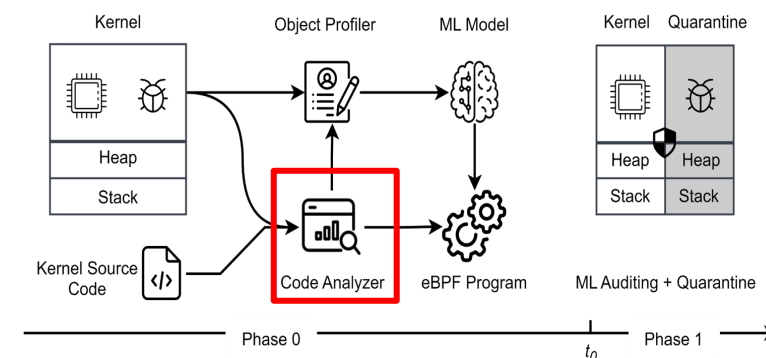 Kernel
Object Profiler
ML Model
Kernel
Quarantine
Heap
Stack
Heap
Heap
Stack
Stack
Kernel Source
Code
</>
Code Analyzer
eBPF Program
ML Auditing + Quarantine
Phase 0
Phase 1
t0